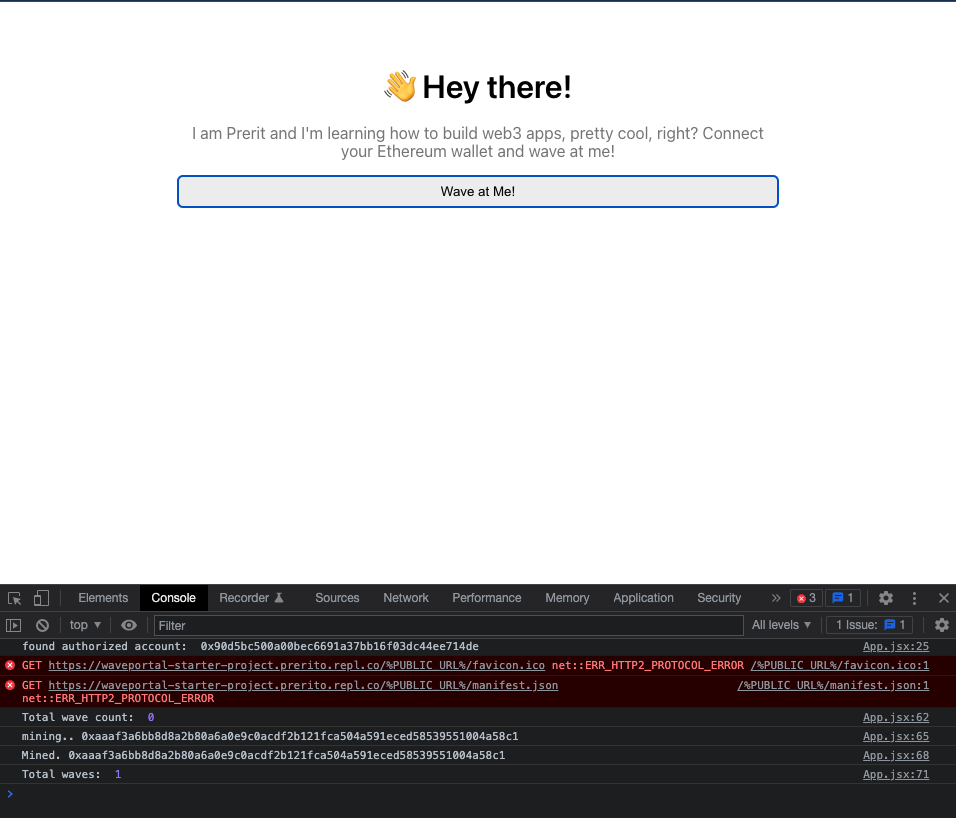 👋 Hey there!
I am Prerit and I'm learning how to build web3 apps, pretty cool, right? Connect
your Ethereum wallet and wave at me!
Wave at Me!
Elements Console Recorder Sources Network Performance Memory Application Security » 3 1
top ▼ Filter All levels ▼ 1 Issue: 1
found authorized account: 0x90d5bc500a00bec6691a37bb16f03dc44ee714de App.jsx:25
GET https://waveportal-starter-project.prerito.repl.co/%PUBLIC_URL%/favicon.ico net::ERR_HTTP2_PROTOCOL_ERROR /%PUBLIC_URL%/favicon.ico:1
GET https://waveportal-starter-project.prerito.repl.co/%PUBLIC_URL%/manifest.json /%PUBLIC_URL%/manifest.json:1
net::ERR_HTTP2_PROTOCOL_ERROR
Total wave count: 0 App.jsx:62
mining.. 0xaaaf3a6bb8d8a2b80a6a0e9c0acdf2b121fca504a591eced58539551004a58c1 App.jsx:65
Mined. 0xaaaf3a6bb8d8a2b80a6a0e9c0acdf2b121fca504a591eced58539551004a58c1 App.jsx:68
Total waves: 1 App.jsx:71